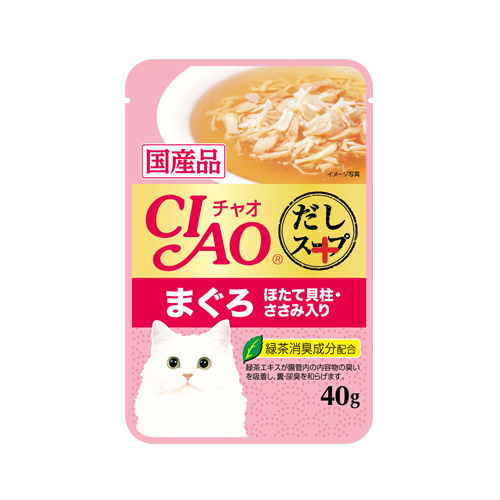 イメージ写真
国産品
CIAO チャオ
®
だし
スープ
まぐろ ほたて貝柱・
ささみ入り
緑茶消臭成分配合
緑茶エキスが腸管内の内容物の臭い
を吸着し、糞・尿臭を和らげます。
40g